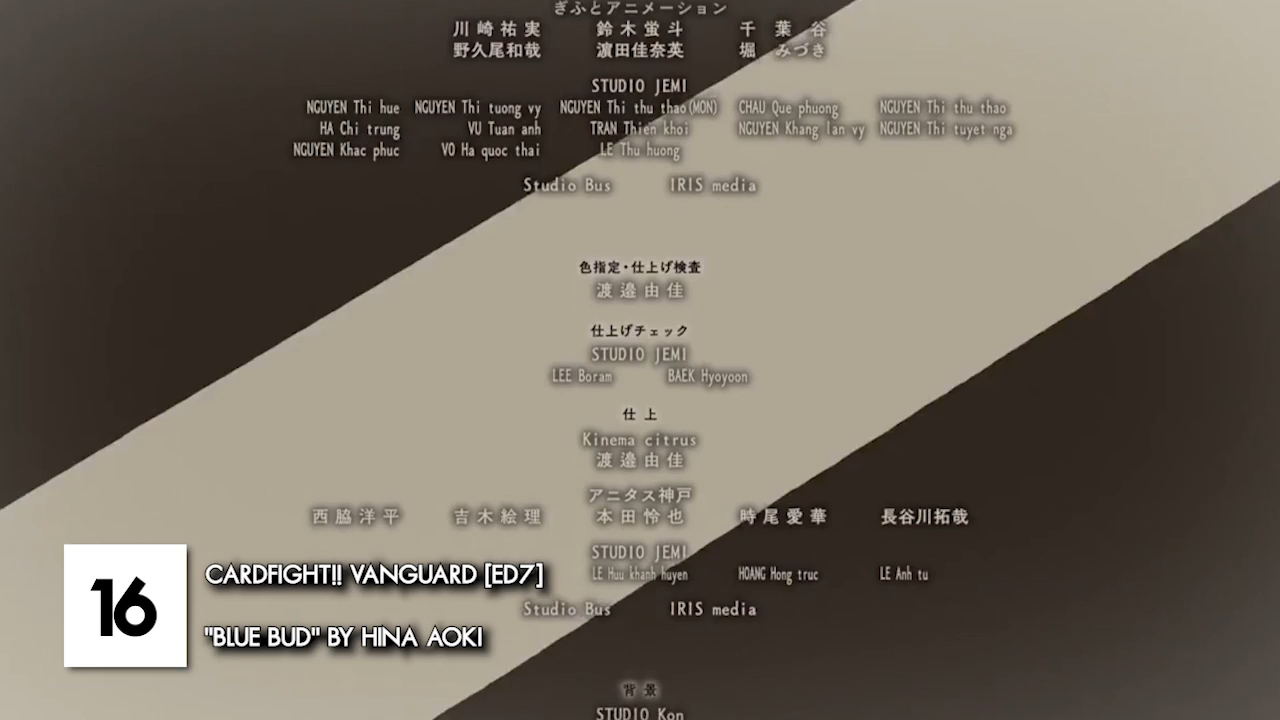 ぎふとアニメーション
川崎祐実 鈴木蛍斗 千葉谷
野久尾和哉 濵田佳奈英 堀みづき
STUDIO JEMI
NGUYEN Thi hue NGUYEN Thi tuong vy NGUYEN Thi thu thao(MON) CHAU Que phuong NGUYEN Thi thu thao
HA Chi trung VU Tuan anh TRAN Thien khoi NGUYEN Khang lan vy NGUYEN Thi tuyet nga
NGUYEN Khac phuc VO Ha quoc thai LE Thu huong
Studio Bus IRIS media
色指定・仕上げ検査
渡邉由佳
仕上げチェック
STUDIO JEMI
LEE Boram BAEK Hyoyoon
仕上
Kinema citrus
渡邉由佳
アニタス神戸
西脇洋平 吉木絵理 本田怜也 時尾愛華 長谷川拓哉
STUDIO JEMI
LE Huu khanh huyen HOANG Hong truc LE Anh tu
Studio Bus IRIS media
背景
STUDIO Kon
16
CARDFIGHT!! VANGUARD [ED7]
"BLUE BUD" BY HINA AOKI